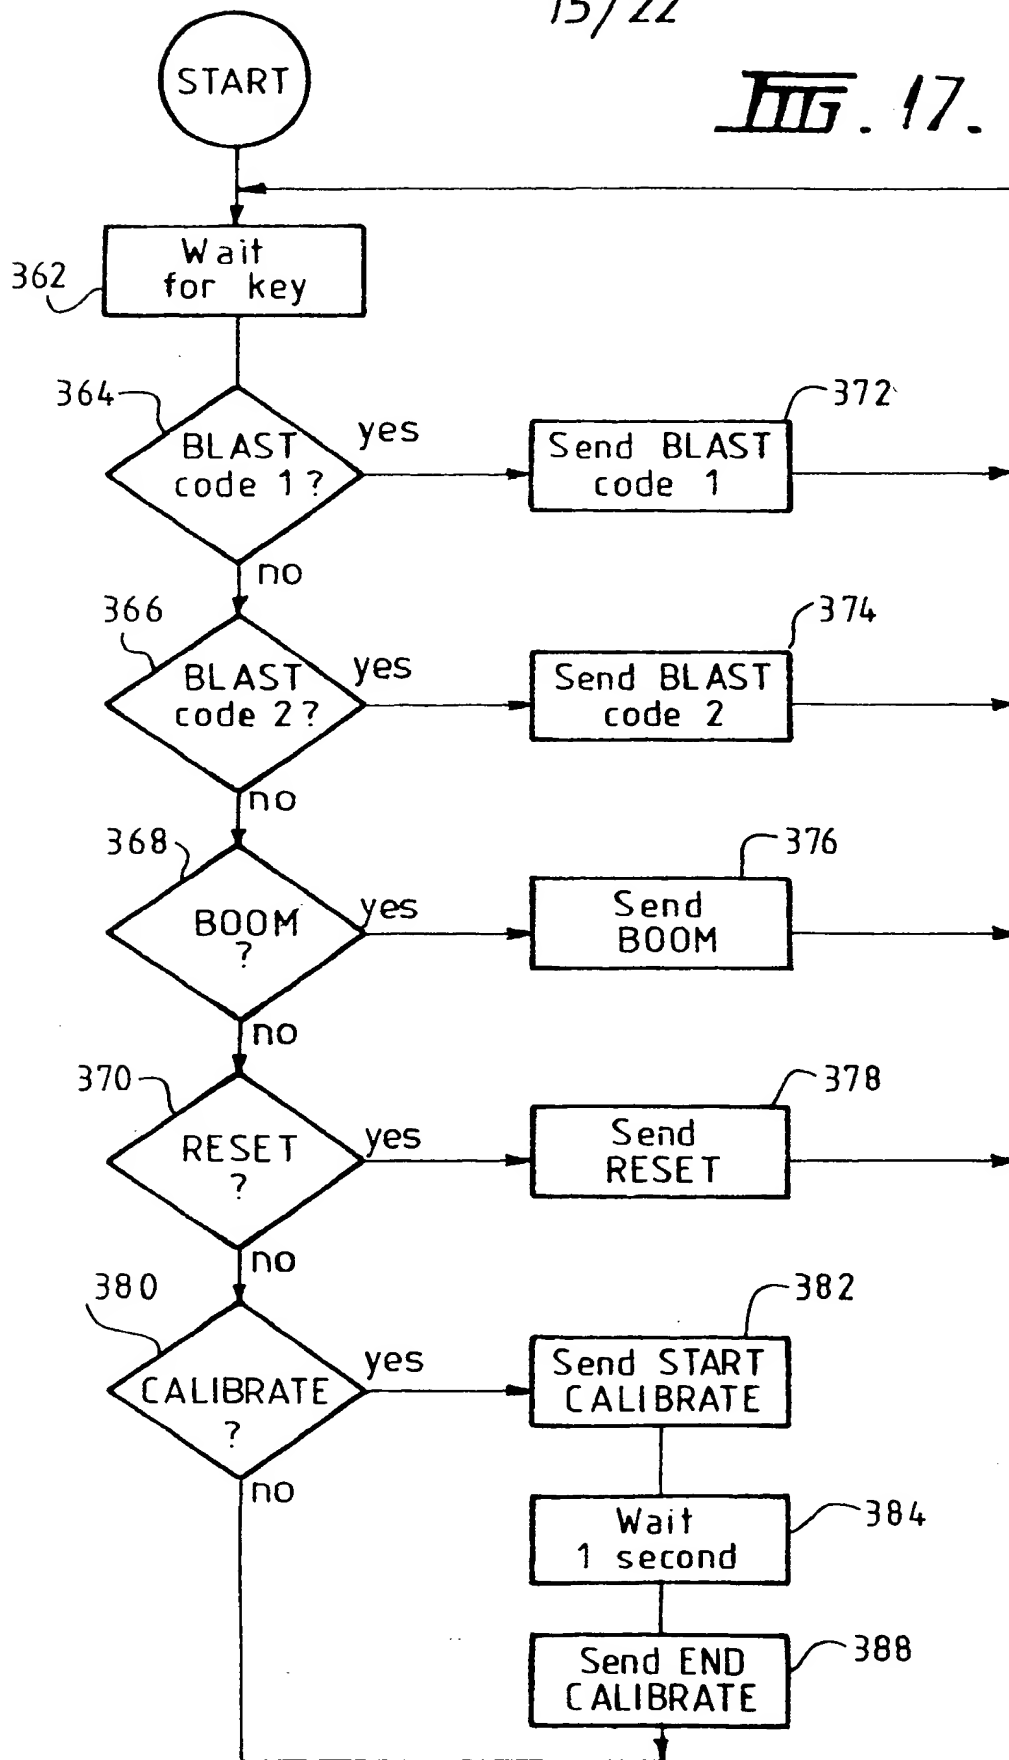 15/22
FIG. 17.
START
Wait
for key
362
364
BLAST
code 1?
yes
Send BLAST
code 1
372
no
366
BLAST
code 2?
yes
Send BLAST
code 2
374
no
368
BOOM
?
yes
Send
BOOM
376
no
370
RESET
?
yes
Send
RESET
378
no
380
CALIBRATE
?
yes
Send START
CALIBRATE
382
no
Wait
1 second
384
Send END
CALIBRATE
388